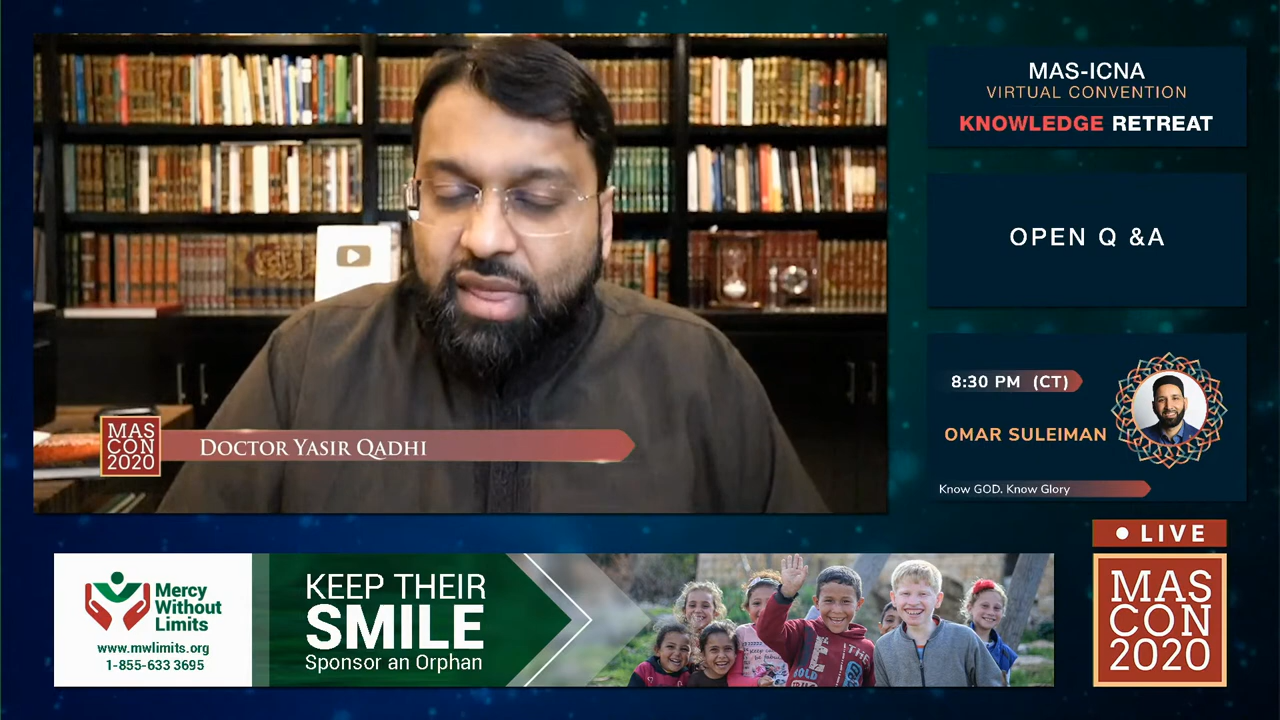 MAS-ICNA
VIRTUAL CONVENTION
KNOWLEDGE RETREAT
OPEN Q &A
8:30 PM (CT)
OMAR SULEIMAN
Know GOD. Know Glory
MAS
CON
2020
DOCTOR YASIR QADHI
Mercy
Without
Limits
www.mwlimits.org
1-855-633 3695
KEEP THEIR
SMILE
Sponsor an Orphan
LIVE
MAS
CON
2020